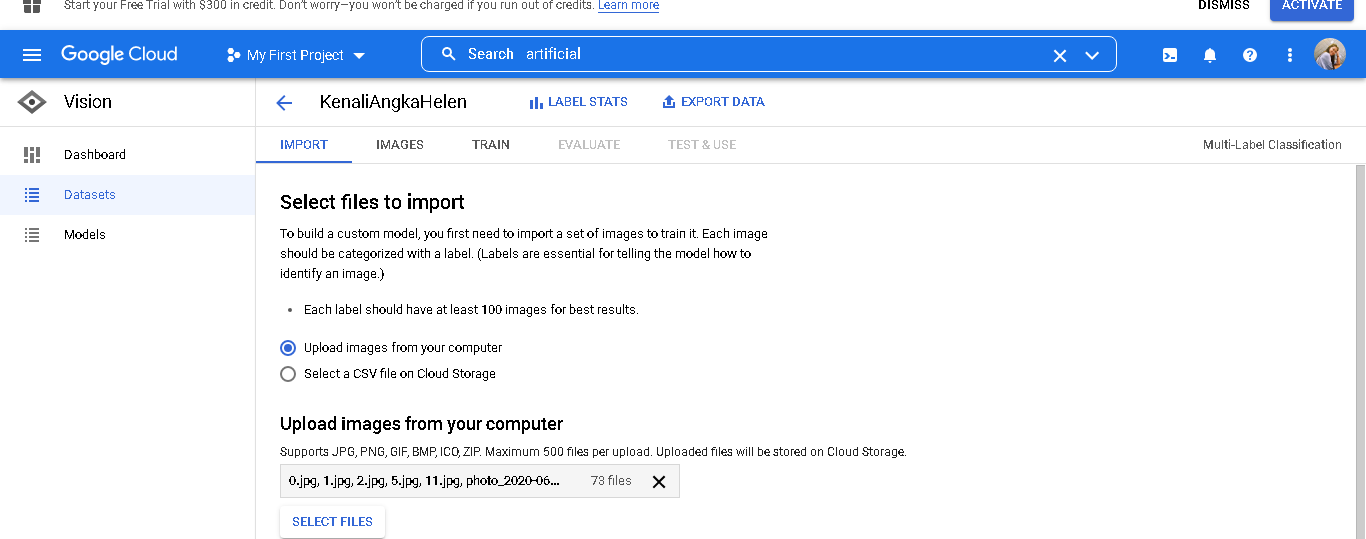 Start your Free Trial with $300 in credit. Don't worry—you won't be charged if you run out of credits. Learn more
DISMISS
ACTIVATE
Google Cloud
My First Project
Search artificial
Vision
KenaliAngkaHelen
LABEL STATS
EXPORT DATA
IMPORT
IMAGES
TRAIN
EVALUATE
TEST & USE
Multi-Label Classification
Dashboard
Datasets
Models
Select files to import
To build a custom model, you first need to import a set of images to train it. Each image
should be categorized with a label. (Labels are essential for telling the model how to
identify an image.)
• Each label should have at least 100 images for best results.
Upload images from your computer
Select a CSV file on Cloud Storage
Upload images from your computer
Supports JPG, PNG, GIF, BMP, ICO, ZIP. Maximum 500 files per upload. Uploaded files will be stored on Cloud Storage.
0.jpg, 1.jpg, 2.jpg, 5.jpg, 11.jpg, photo_2020-06... 73 files
SELECT FILES